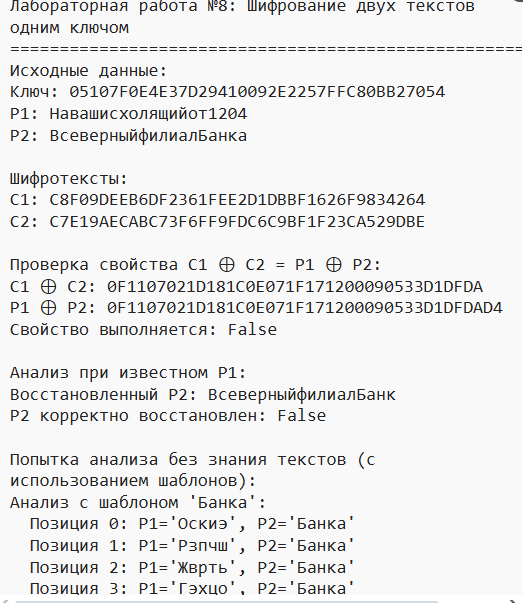 Лабораторная работа №8: Шифрование двух текстов
одним ключом
====================================================
Исходные данные:
Ключ: 05107F0E4E37D29410092E2257FFC80BB27054
P1: Навашисхолящийот1204
P2: ВсеверныйфилиалБанка

Шифротексты:
C1: C8F09DEEB6DF2361FEE2D1DBBF1626F9834264
C2: C7E19AECABC73F6FF9FDC6C9BF1F23CA529DBE

Проверка свойства C1 ⊕ C2 = P1 ⊕ P2:
C1 ⊕ C2: 0F1107021D181C0E071F171200090533D1DFDA
P1 ⊕ P2: 0F1107021D181C0E071F171200090533D1DFDAD4
Свойство выполняется: False

Анализ при известном P1:
Восстановленный P2: ВсеверныйфилиалБанк
P2 корректно восстановлен: False

Попытка анализа без знания текстов (с
использованием шаблонов):
Анализ с шаблоном 'Банка':
  Позиция 0: P1='Оскиэ', P2='Банка'
  Позиция 1: P1='Рзпчш', P2='Банка'
  Позиция 2: P1='Жврть', P2='Банка'
  Позиция 3: P1='Гэхцо', P2='Банка'